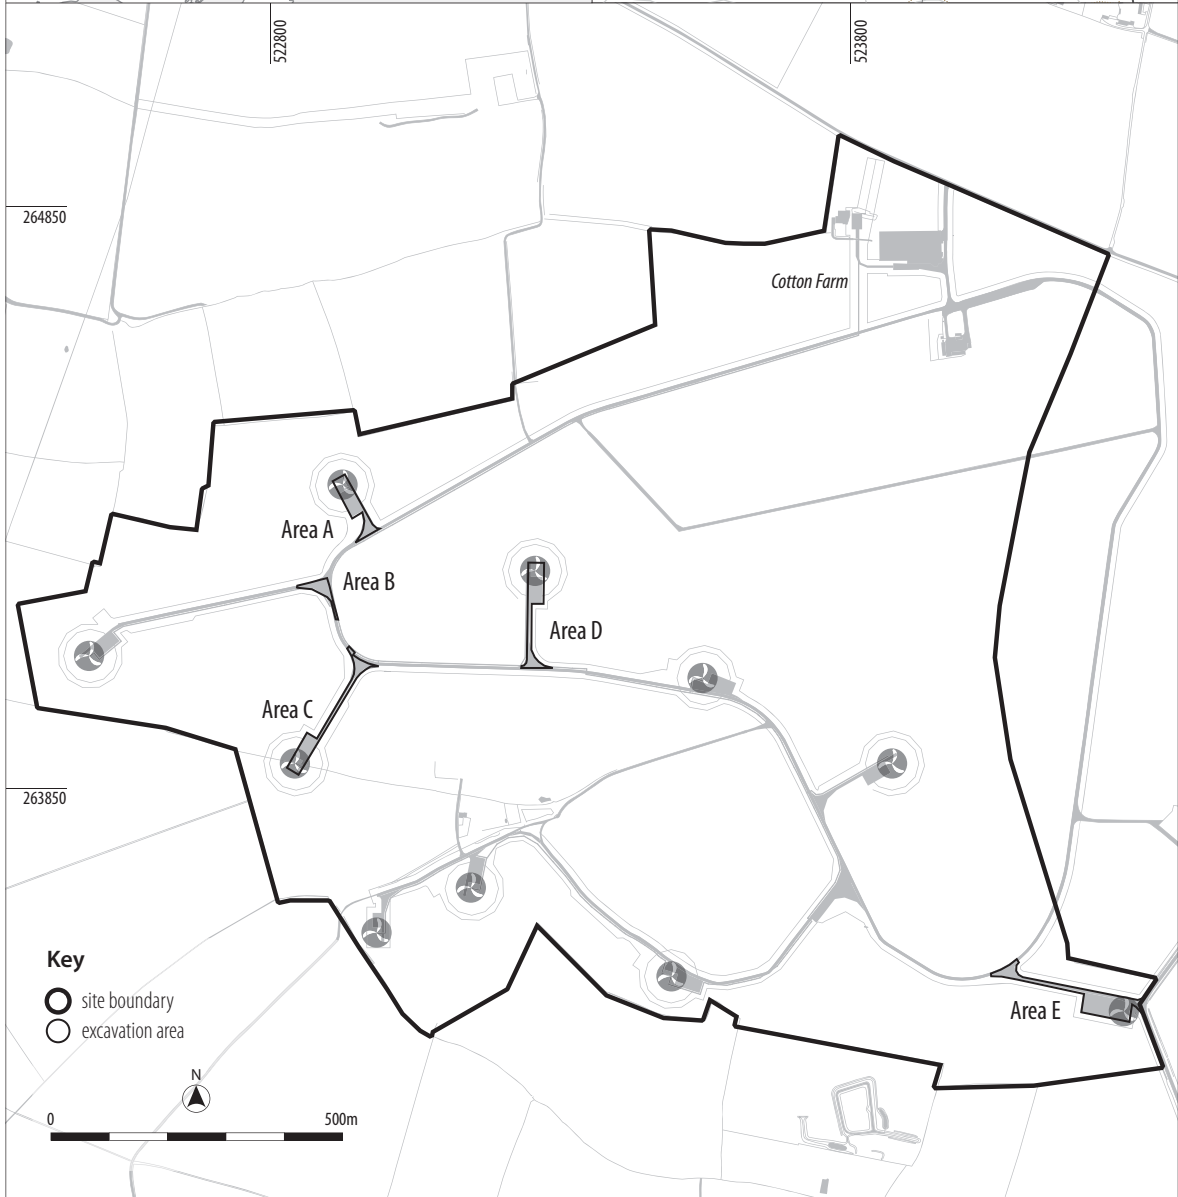 522800
523800
264850
Cotton Farm
Area A
Area B
Area D
Area C
263850
Area E
Key
site boundary
excavation area
N
0
500m